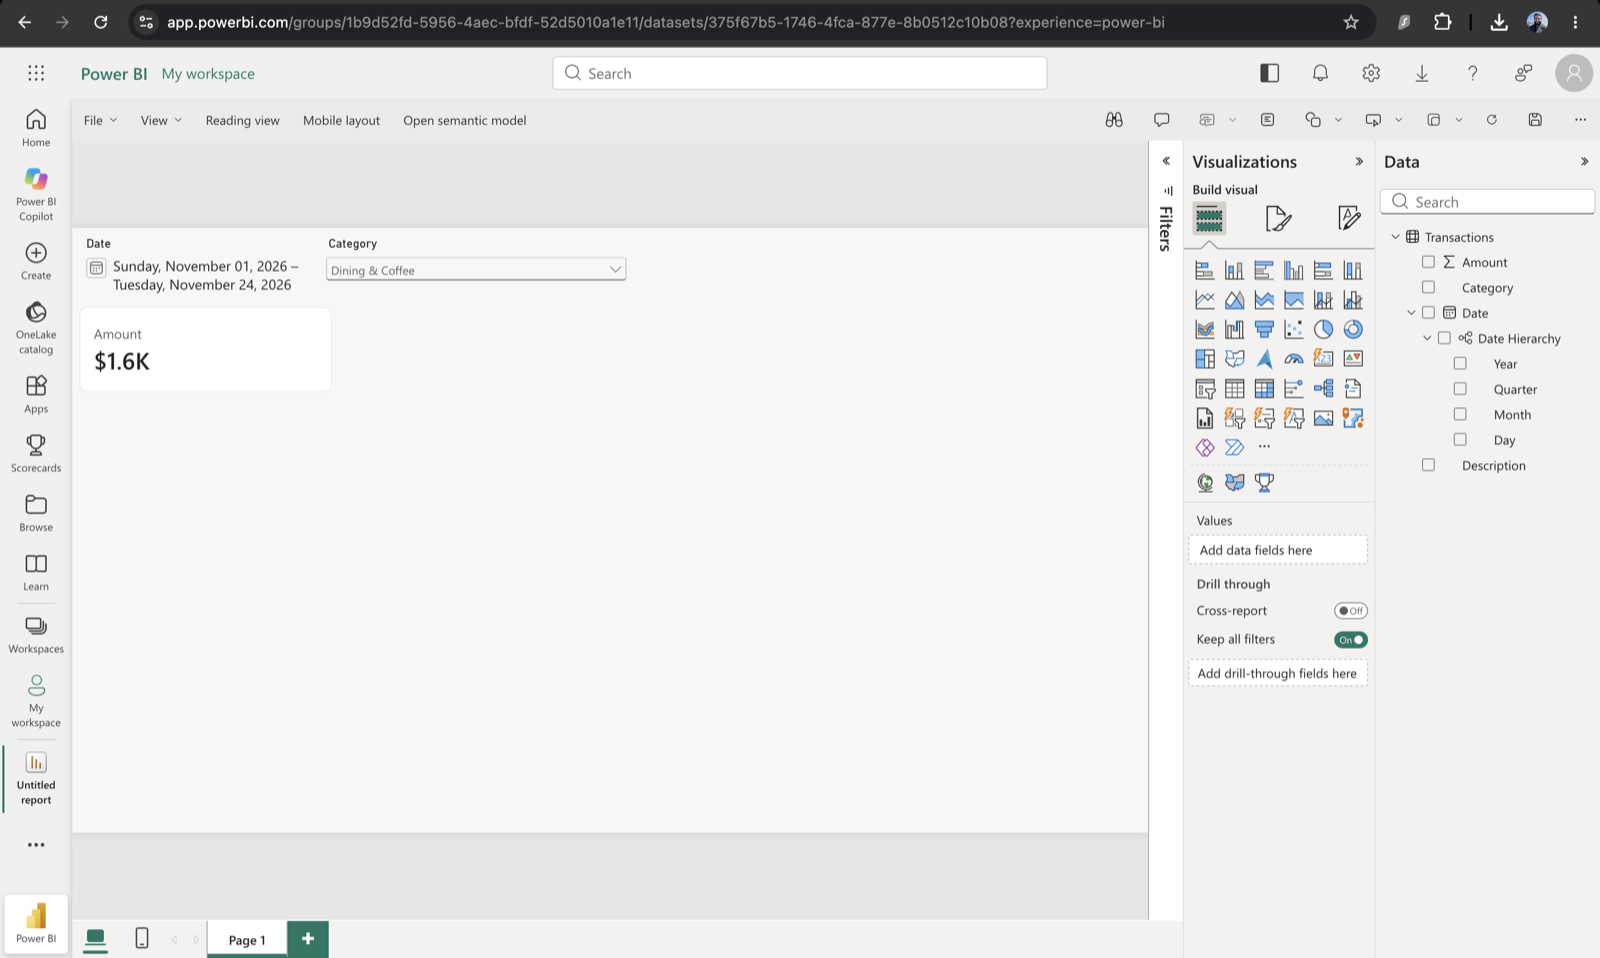 app.powerbi.com/groups/1b9d52fd-5956-4aec-bfdf-52d5010a1e11/datasets/375f67b5-1746-4fca-877e-8b0512c10b08?experience=power-bi
Power BI My workspace
Search
Home
Power BI
Copilot
Create
OneLake
catalog
Apps
Scorecards
Browse
Learn
Workspaces
My
workspace
Untitled
report
Power BI
File View Reading view Mobile layout Open semantic model
Date
Sunday, November 01, 2026 –
Tuesday, November 24, 2026
Category
Dining & Coffee
Amount
$1.6K
Page 1
Filters
Visualizations
Build visual
123
Values
Add data fields here
Drill through
Cross-report Off
Keep all filters On
Add drill-through fields here
Data
Search
Transactions
Amount
Category
Date
Date Hierarchy
Year
Quarter
Month
Day
Description